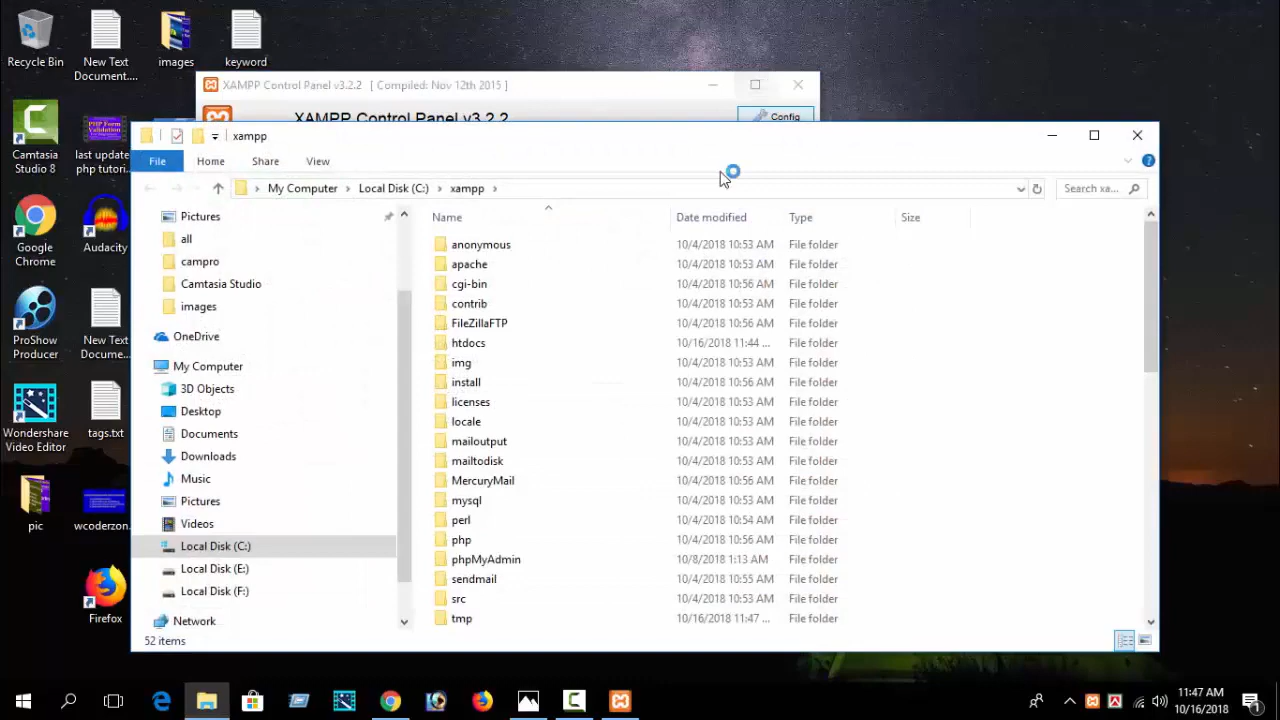 Recycle Bin
New Text Document....
images
keyword
Camtasia Studio 8
last update php tutori...
Google Chrome
Audacity
ProShow Producer
New Text Docume...
Wondershare Video Editor
tags.txt
pic
wcoderzon...
Firefox
XAMPP Control Panel v3.2.2 [ Compiled: Nov 12th 2015 ]
XAMPP Control Panel v3.2.2
Config
xampp
File Home Share View
My Computer Local Disk (C:) xampp
Search xa...
Pictures
all
campro
Camtasia Studio
images
OneDrive
My Computer
3D Objects
Desktop
Documents
Downloads
Music
Pictures
Videos
Local Disk (C:)
Local Disk (E:)
Local Disk (F:)
Network
Name Date modified Type Size
anonymous 10/4/2018 10:53 AM File folder
apache 10/4/2018 10:53 AM File folder
cgi-bin 10/4/2018 10:56 AM File folder
contrib 10/4/2018 10:53 AM File folder
FileZillaFTP 10/4/2018 10:56 AM File folder
htdocs 10/16/2018 11:44 ... File folder
img 10/4/2018 10:53 AM File folder
install 10/4/2018 10:56 AM File folder
licenses 10/4/2018 10:53 AM File folder
locale 10/4/2018 10:53 AM File folder
mailoutput 10/4/2018 10:53 AM File folder
mailtodisk 10/4/2018 10:53 AM File folder
MercuryMail 10/4/2018 10:56 AM File folder
mysql 10/4/2018 10:53 AM File folder
perl 10/4/2018 10:54 AM File folder
php 10/4/2018 10:56 AM File folder
phpMyAdmin 10/8/2018 1:13 AM File folder
sendmail 10/4/2018 10:55 AM File folder
src 10/4/2018 10:53 AM File folder
tmp 10/16/2018 11:47 ... File folder
52 items
11:47 AM
10/16/2018